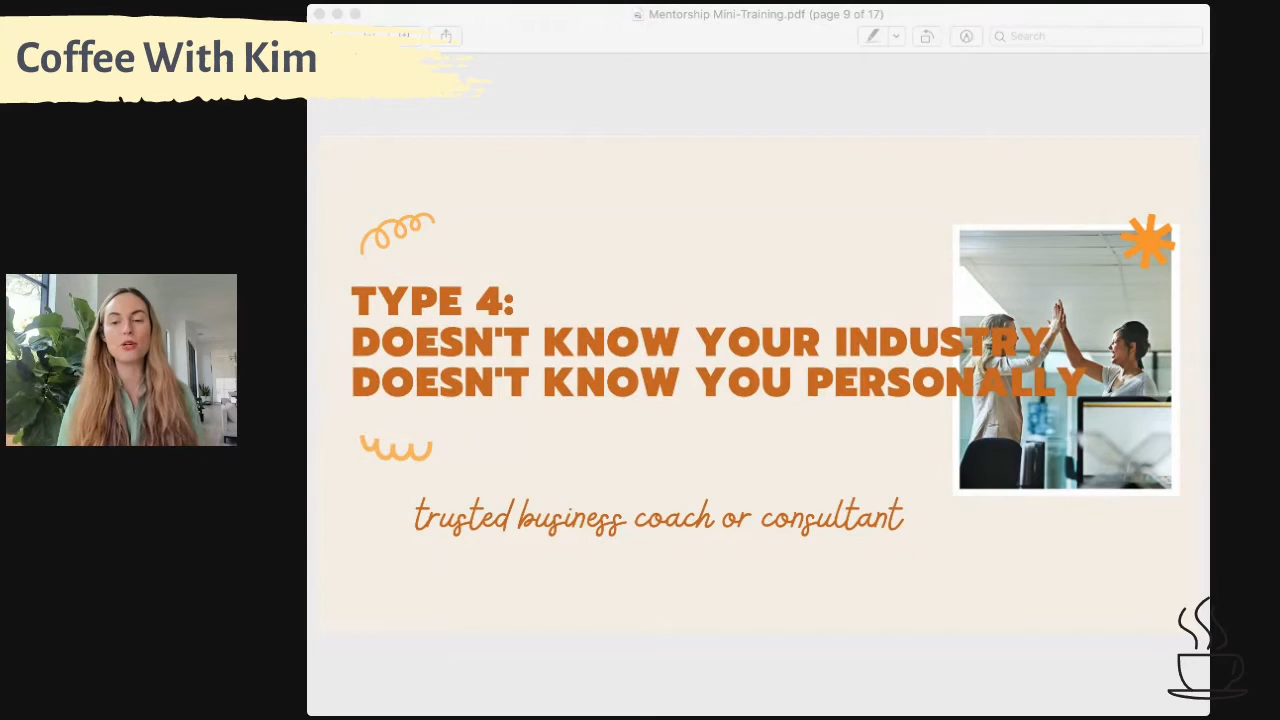 Coffee With Kim
Mentorship Mini-Training.pdf (page 9 of 17)
Search
TYPE 4:
DOESN'T KNOW YOUR INDUSTRY
DOESN'T KNOW YOU PERSONALLY
trusted business coach or consultant